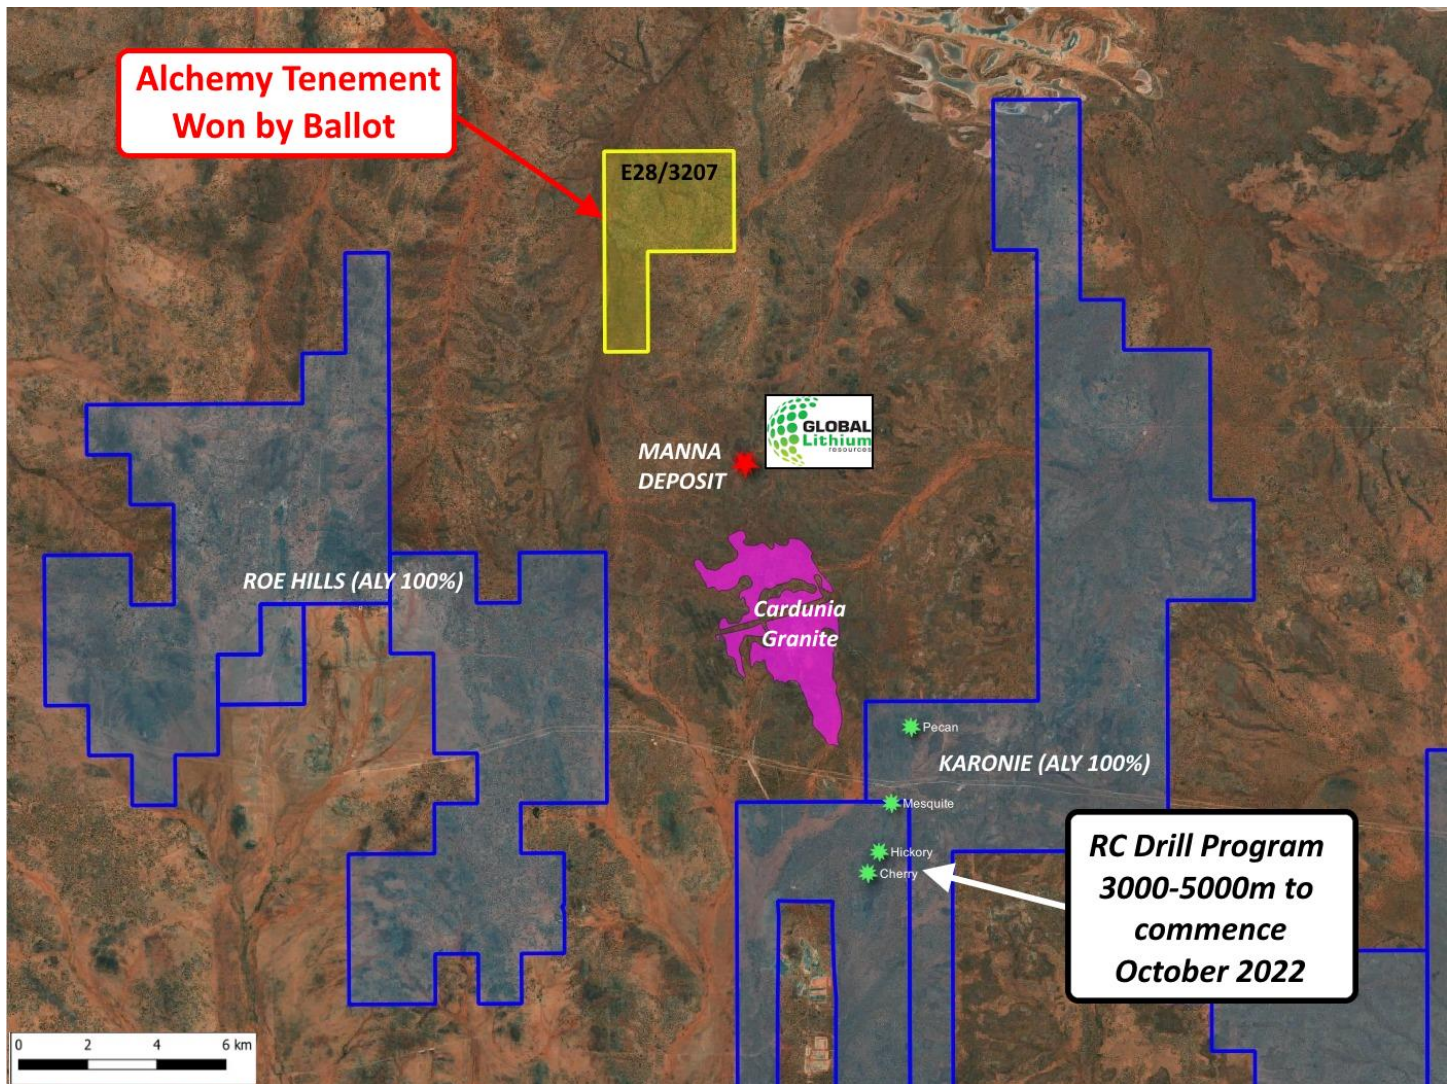 Alchemy Tenement
Won by Ballot
E28/3207
GLOBAL
Lithium
resources
MANNA
DEPOSIT
ROE HILLS (ALY 100%)
Cardunia
Granite
Pecan
KARONIE (ALY 100%)
Mesquite
Hickory
Cherry
RC Drill Program
3000-5000m to
commence
October 2022
0 2 4 6 km